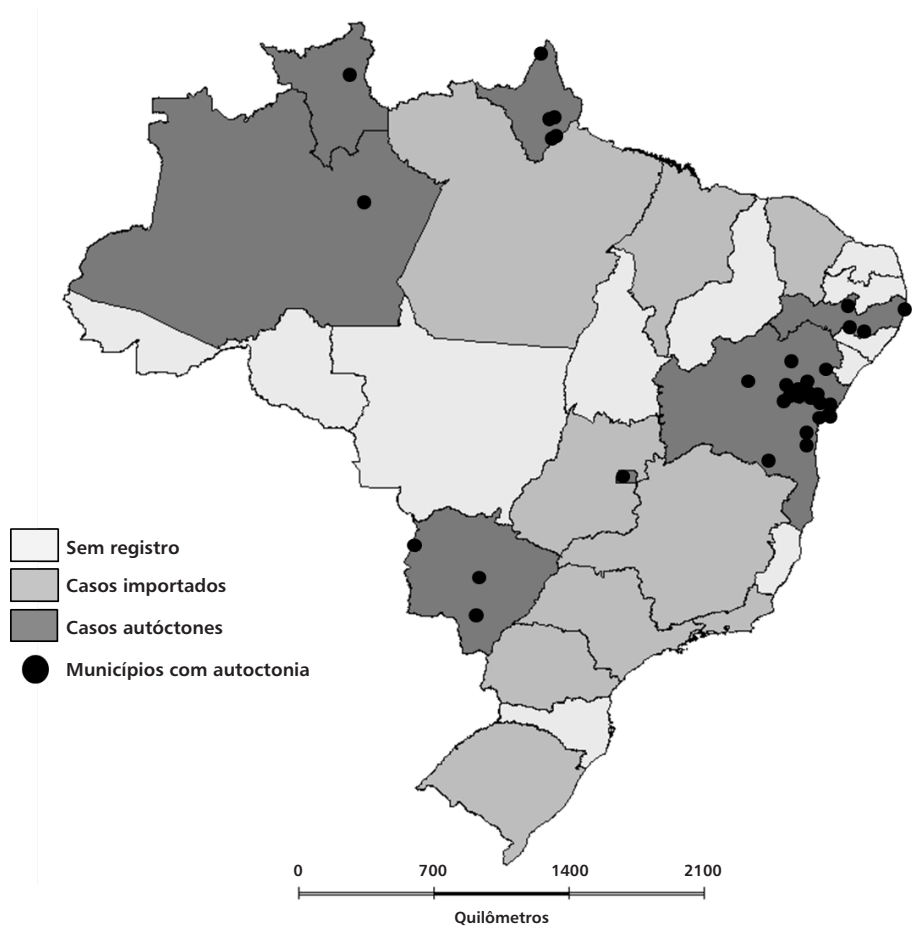 Sem registro
Casos importados
Casos autóctones
Municípios com autoctonia
0 700 1400 2100
Quilômetros